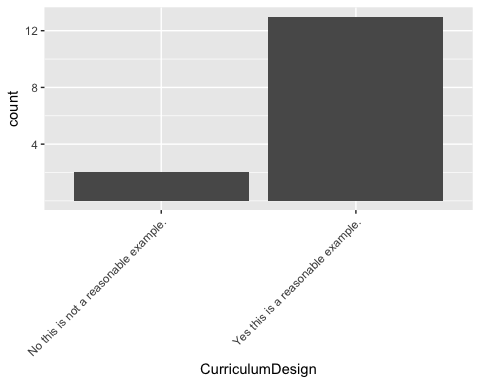 12
8
4
count
No this is not a reasonable example.
Yes this is a reasonable example.
CurriculumDesign